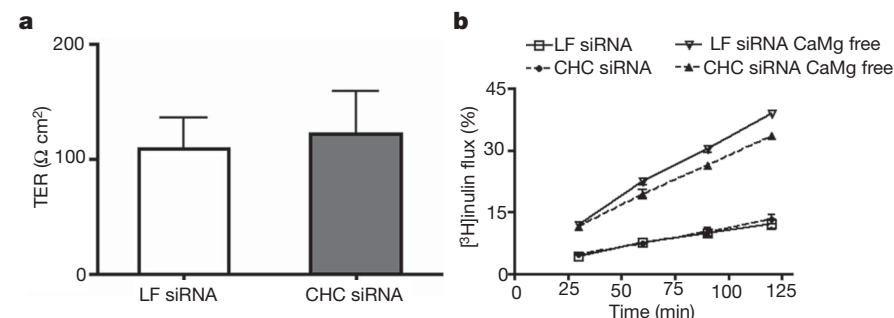 a
200
100
0
TER (Ω cm²)
LF siRNA
CHC siRNA
b
LF siRNA
LF siRNA CaMg free
CHC siRNA
CHC siRNA CaMg free
45
30
15
0
[³H]inulin flux (%)
0
25
50
75
100
125
Time (min)